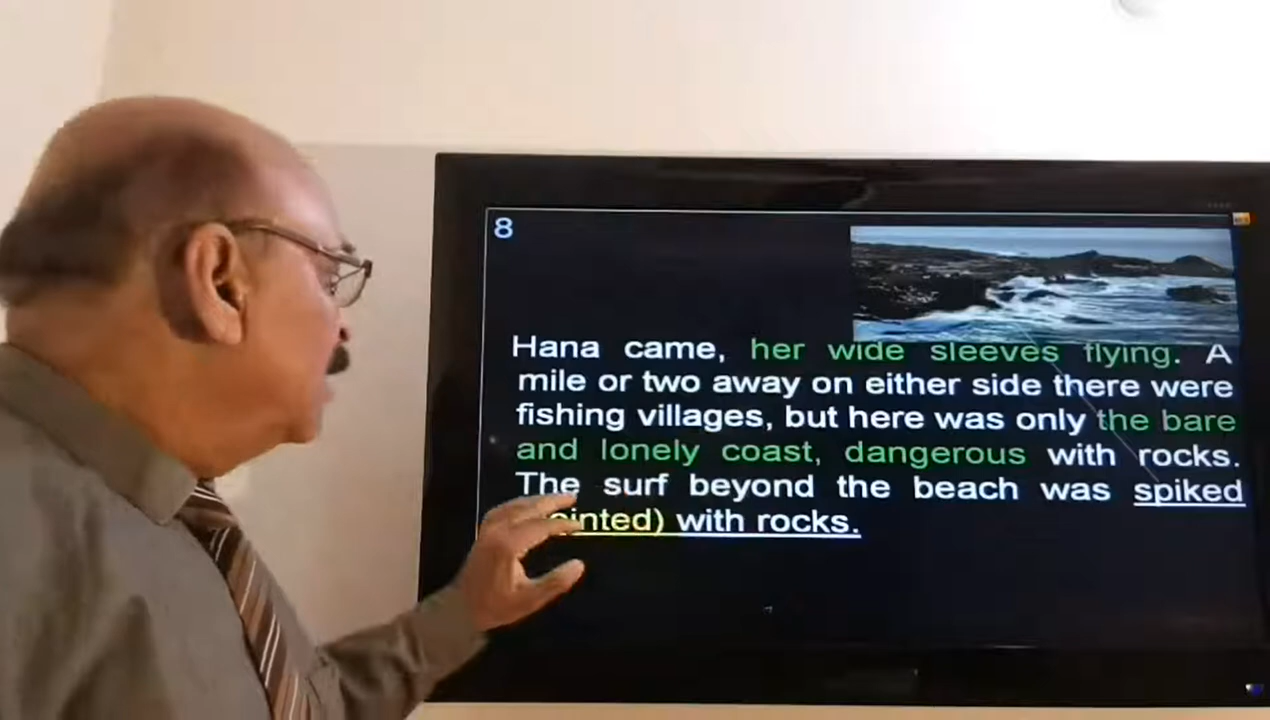 8
Hana came, her wide sleeves flying. A
mile or two away on either side there were
fishing villages, but here was only the bare
and lonely coast, dangerous with rocks.
The surf beyond the beach was spiked
with rocks.